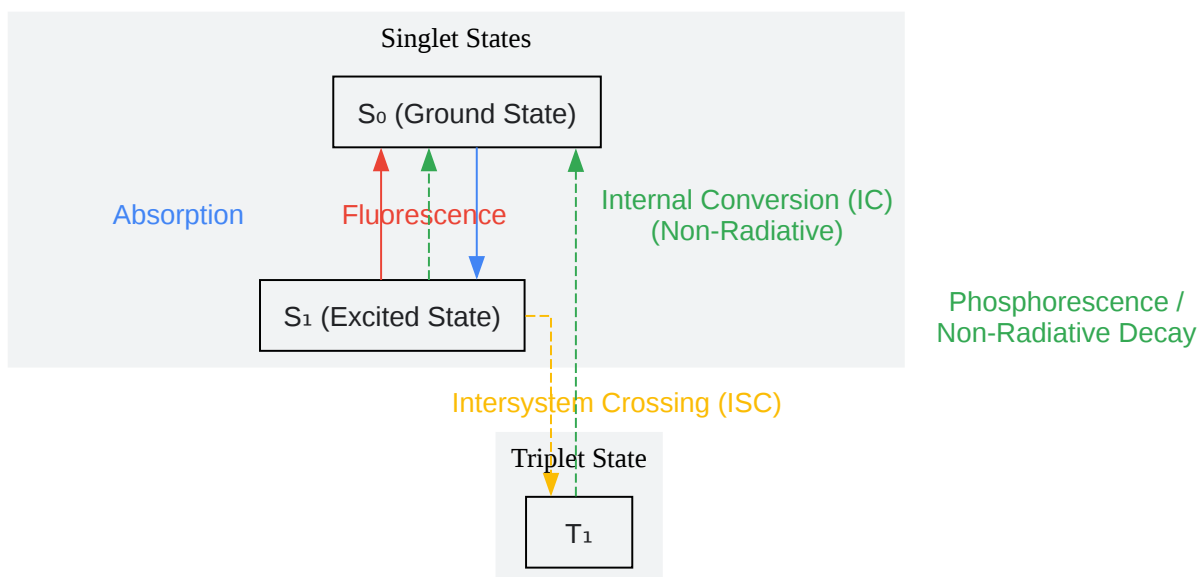 Singlet States
S₀ (Ground State)
Absorption
Fluorescence
Internal Conversion (IC)
(Non-Radiative)
S₁ (Excited State)
Phosphorescence /
Non-Radiative Decay
Intersystem Crossing (ISC)
Triplet State
T₁